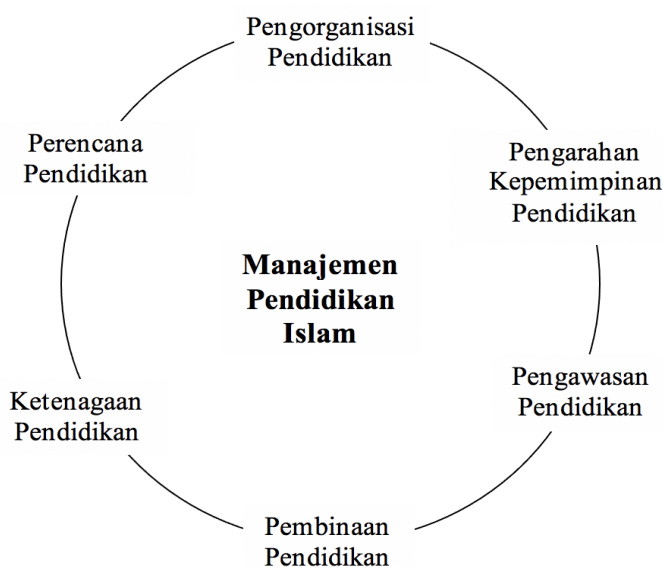 Pengorganisasi
Pendidikan
Perencana
Pendidikan
Pengarahan
Kepemimpinan
Pendidikan
Manajemen
Pendidikan
Islam
Pengawasan
Pendidikan
Ketenagaan
Pendidikan
Pembinaan
Pendidikan